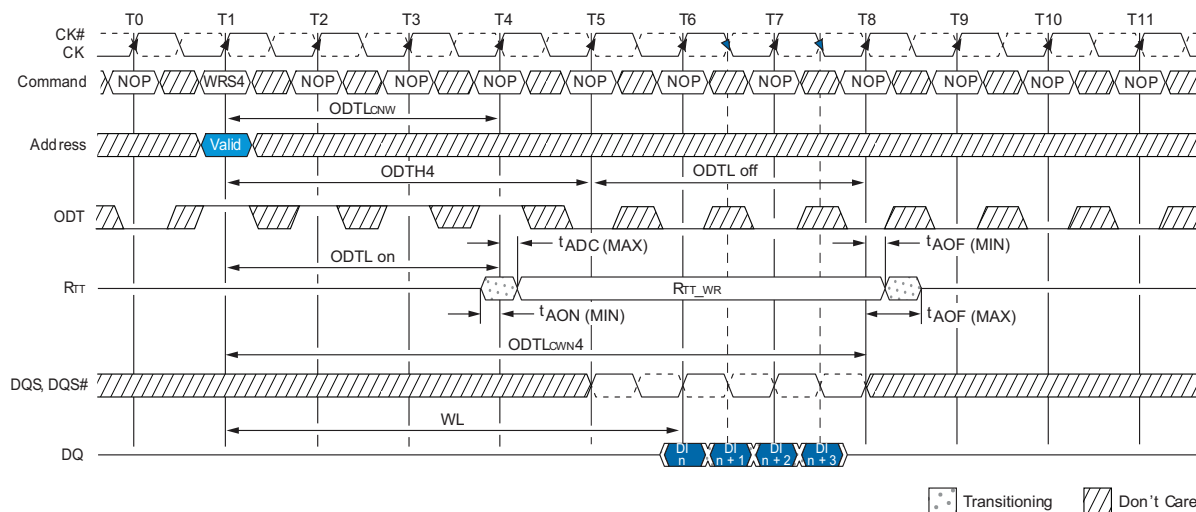 T0 T1 T2 T3 T4 T5 T6 T7 T8 T9 T10 T11
CK#
CK
Command NOP WRS4 NOP NOP NOP NOP NOP NOP NOP NOP NOP NOP
ODTLCNW
Address Valid
ODTH4 ODTL off
ODT
tADC (MAX) tAOF (MIN)
ODTL on
RTT RTT_WR
tAON (MIN) tAOF (MAX)
ODTLCWN4
DQS, DQS#
WL
DQ DI n DI n + 1 DI n + 2 DI n + 3
Transitioning Don't Care